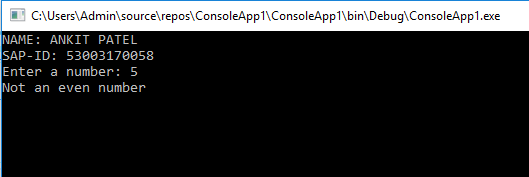 C:\Users\Admin\source\repos\ConsoleApp1\ConsoleApp1\bin\Debug\ConsoleApp1.exe
NAME: ANKIT PATEL
SAP-ID: 53003170058
Enter a number: 5
Not an even number